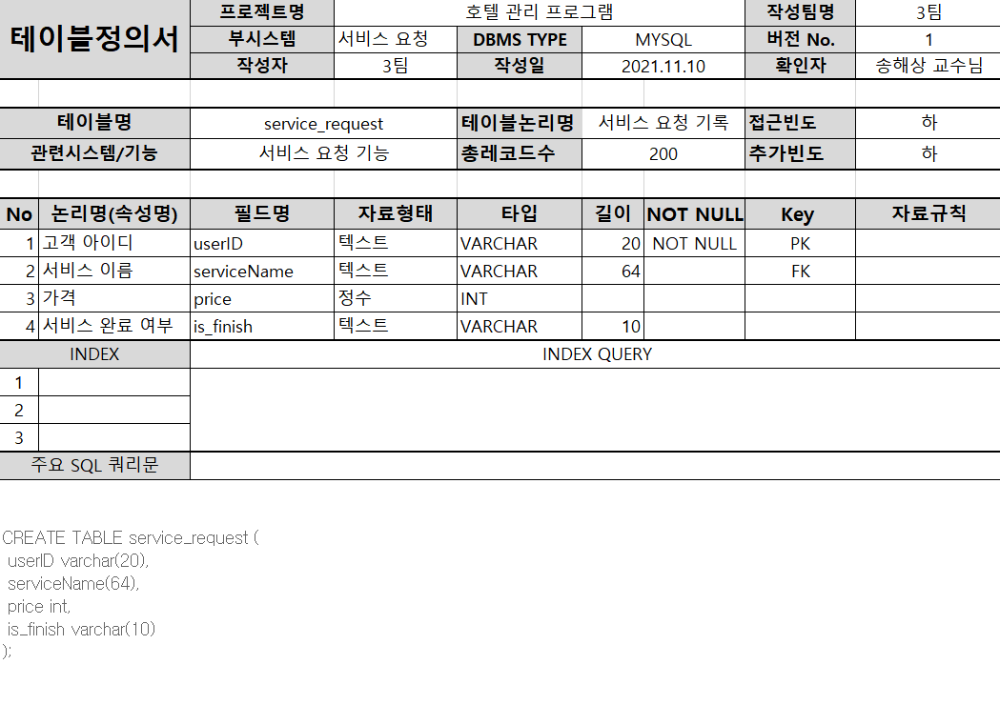 테이블정의서 프로젝트명 호텔 관리 프로그램 작성팀명 3팀
부시스템 서비스 요청 DBMS TYPE MYSQL 버전 No. 1
작성자 3팀 작성일 2021.11.10 확인자 송해상 교수님
테이블명 service_request 테이블논리명 서비스 요청 기록 접근빈도 하
관련시스템/기능 서비스 요청 기능 총레코드수 200 추가빈도 하
No 논리명(속성명) 필드명 자료형태 타입 길이 NOT NULL Key 자료규칙
1 고객 아이디 userID 텍스트 VARCHAR 20 NOT NULL PK
2 서비스 이름 serviceName 텍스트 VARCHAR 64 FK
3 가격 price 정수 INT
4 서비스 완료 여부 is_finish 텍스트 VARCHAR 10
INDEX INDEX QUERY
1
2
3
주요 SQL 쿼리문
CREATE TABLE service_request (
userID varchar(20),
serviceName(64),
price int,
is_finish varchar(10)
);